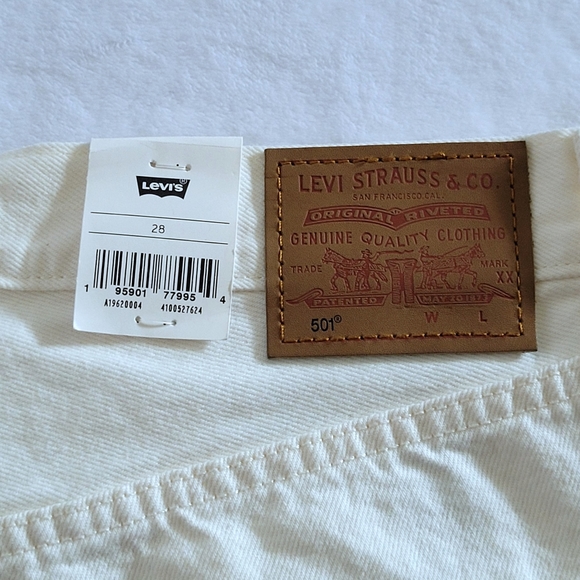 LEVI'S®
28
1 95901 77995 4
A19620004 4100527624
LEVI STRAUSS & CO.
SAN FRANCISCO, CAL.
ORIGINAL RIVETED
GENUINE QUALITY CLOTHING
TRADE MARK
XX
PATENTED MAY 20 1873
501® W L